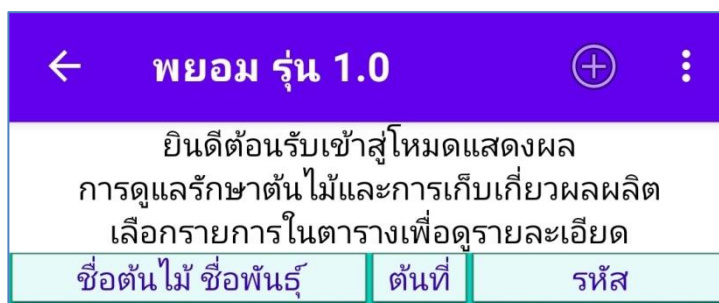 พยอม รุ่น 1.0
ยินดีต้อนรับเข้าสู่โหมดแสดงผล
การดูแลรักษาต้นไม้และการเก็บเกี่ยวผลผลิต
เลือกรายการในตารางเพื่อดูรายละเอียด
ชื่อต้นไม้ ชื่อพันธุ์ ต้นที่ รหัส